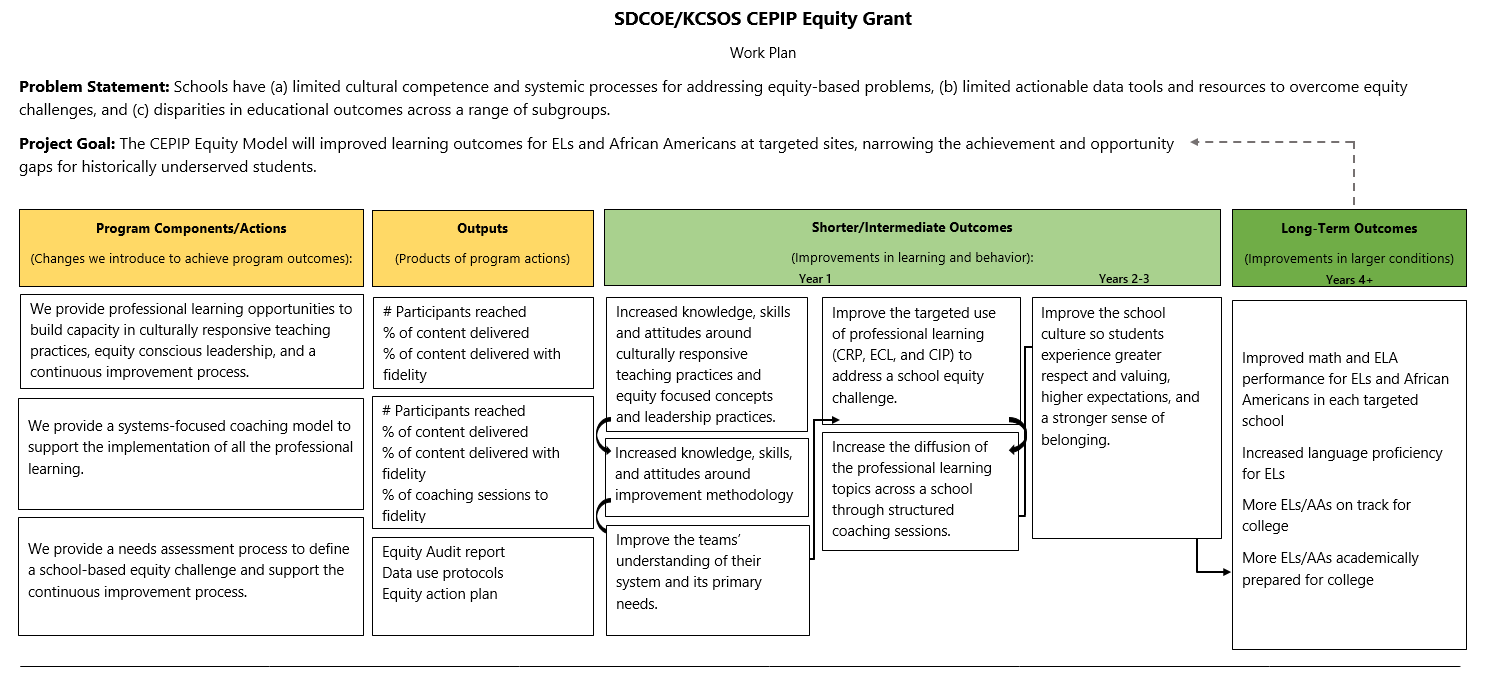 SDCOE/KCSOS CEPIP Equity Grant
Work Plan
Problem Statement: Schools have (a) limited cultural competence and systemic processes for addressing equity-based problems, (b) limited actionable data tools and resources to overcome equity
challenges, and (c) disparities in educational outcomes across a range of subgroups.
Project Goal: The CEPIP Equity Model will improved learning outcomes for ELs and African Americans at targeted sites, narrowing the achievement and opportunity
gaps for historically underserved students.
Program Components/Actions
(Changes we introduce to achieve program outcomes):
We provide professional learning opportunities to
build capacity in culturally responsive teaching
practices, equity conscious leadership, and a
continuous improvement process.
We provide a systems-focused coaching model to
support the implementation of all the professional
learning.
We provide a needs assessment process to define
a school-based equity challenge and support the
continuous improvement process.
Outputs
(Products of program actions)
# Participants reached
% of content delivered
% of content delivered with
fidelity
# Participants reached
% of content delivered
% of content delivered with
fidelity
% of coaching sessions to
fidelity
Equity Audit report
Data use protocols
Equity action plan
Shorter/Intermediate Outcomes
(Improvements in learning and behavior):
Year 1
Years 2-3
Increased knowledge, skills
and attitudes around
culturally responsive
teaching practices and
equity focused concepts
and leadership practices.
Increased knowledge, skills,
and attitudes around
improvement methodology
Improve the teams'
understanding of their
system and its primary
needs.
Improve the targeted use
of professional learning
(CRP, ECL, and CIP) to
address a school equity
challenge.
Increase the diffusion of
the professional learning
topics across a school
through structured
coaching sessions.
Improve the school
culture so students
experience greater
respect and valuing,
higher expectations, and
a stronger sense of
belonging.
Long-Term Outcomes
(Improvements in larger conditions)
Years 4+
Improved math and ELA
performance for ELs and African
Americans in each targeted
school
Increased language proficiency
for ELs
More ELs/AAs on track for
college
More ELs/AAs academically
prepared for college